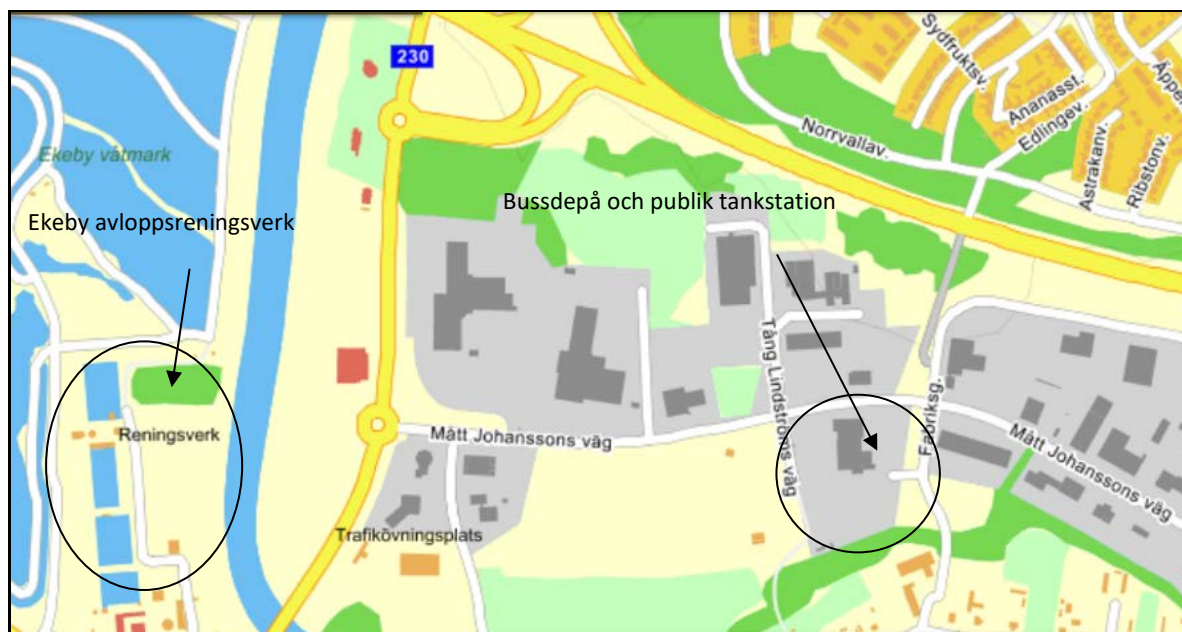 230
Sydfruktsv.
Ananasst.
Edlingev.
Äppel
Norrvallav.
Astrakanv.
Ribstonv.
Ekeby våtmark
Bussdepå och publik tankstation
Ekeby avloppsreningsverk
Tång Lindströms väg
Fabriksg.
Reningsverk
Mått Johanssons väg
Mått Johanssons väg
Trafikövningsplats